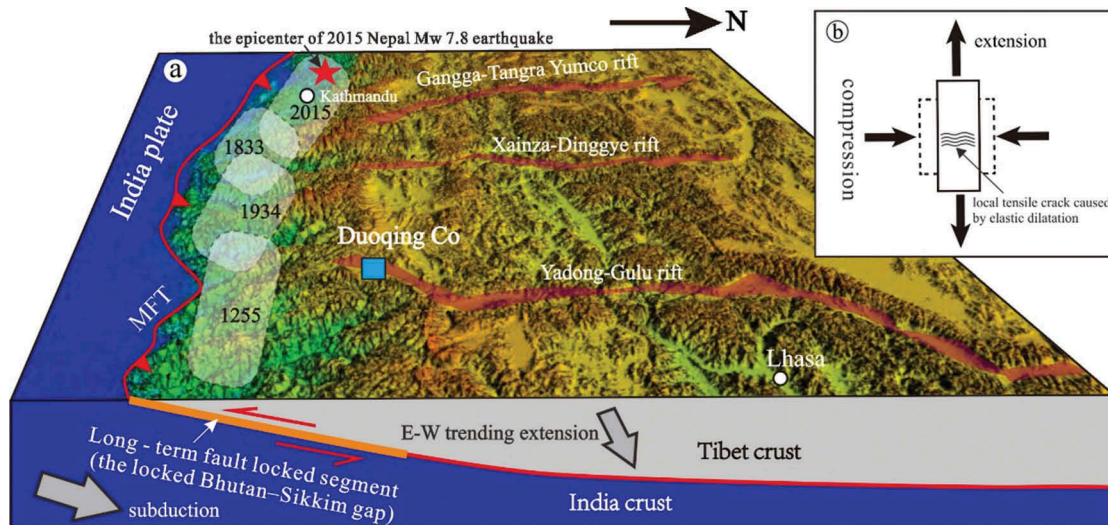 N
the epicenter of 2015 Nepal Mw 7.8 earthquake
a
Kathmandu
2015
1833
1934
1255
India plate
MFT
Gangga-Tangra Yumco rift
Xainza-Dinggye rift
Duoqing Co
Yadong-Gulu rift
Lhasa
Long - term fault locked segment
(the locked Bhutan–Sikkim gap)
subduction
E-W trending extension
Tibet crust
India crust
b
extension
compression
local tensile crack caused
by elastic dilatation